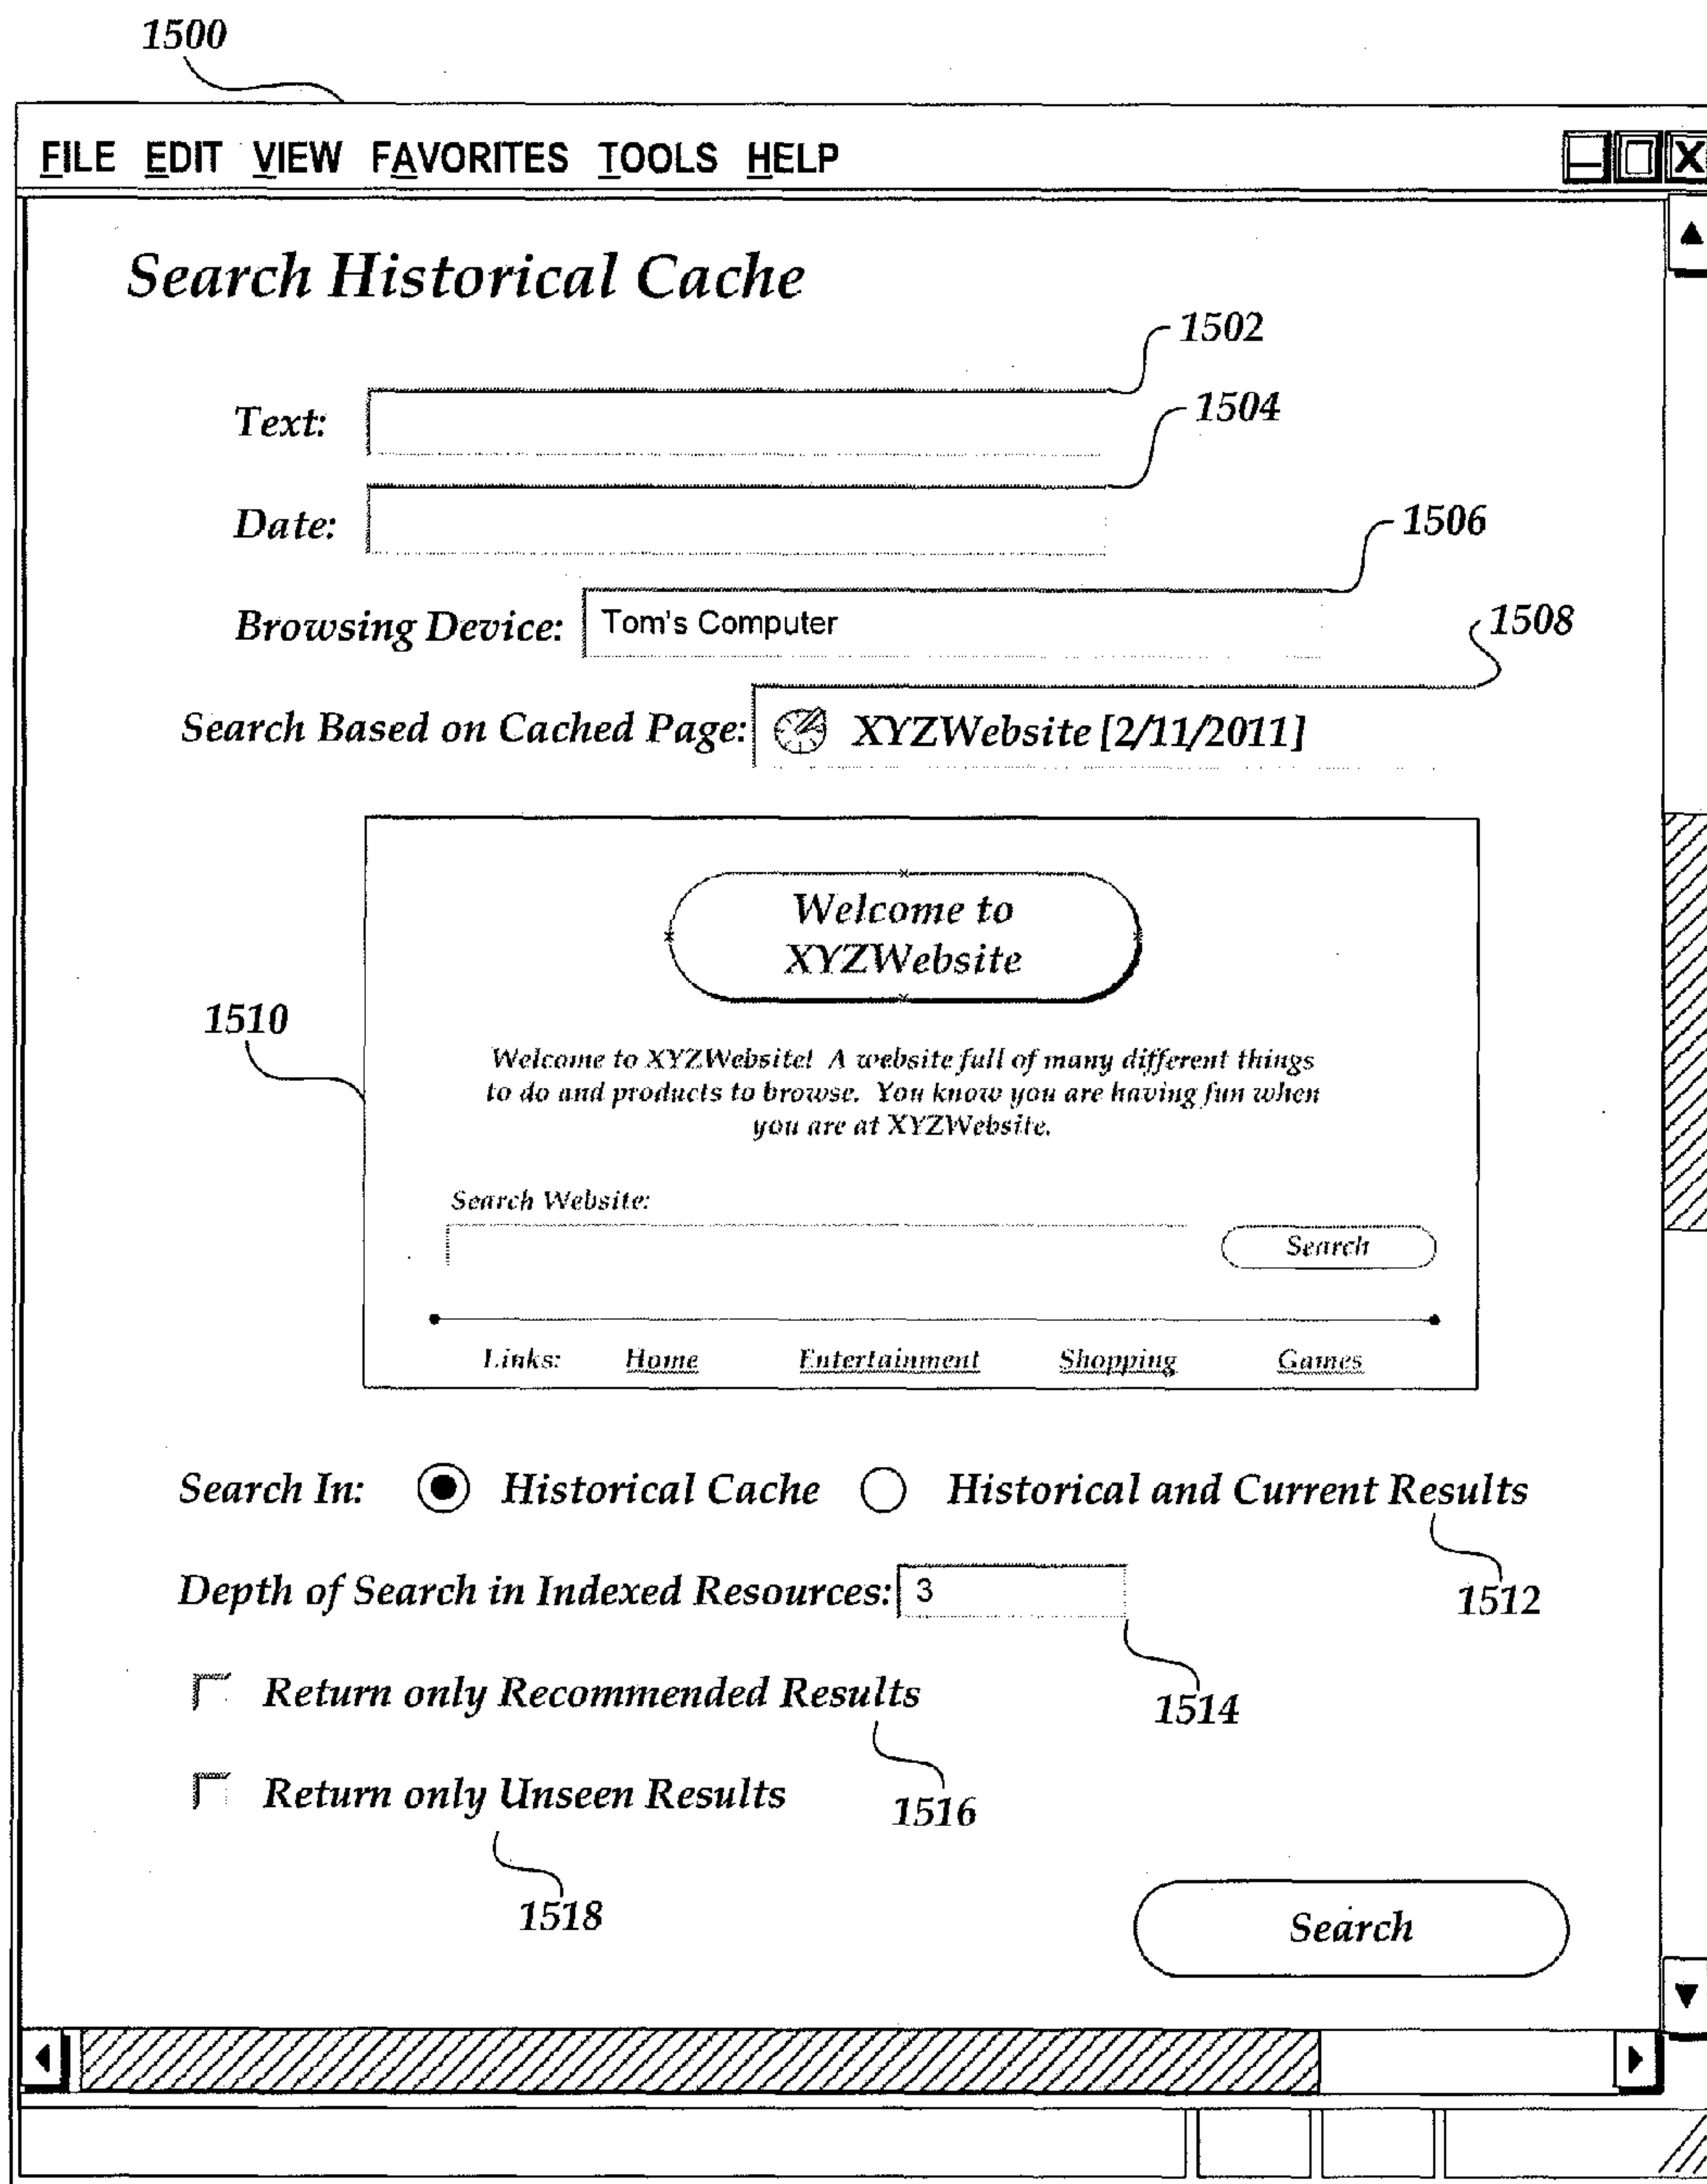 1500
FILE EDIT VIEW FAVORITES TOOLS HELP
X
Search Historical Cache
1502
Text:
1504
Date:
1506
Browsing Device: Tom's Computer
1508
Search Based on Cached Page: XYZWebsite [2/11/2011]
Welcome to
XYZWebsite
1510
Welcome to XYZWebsite! A website full of many different things
to do and products to browse. You know you are having fun when
you are at XYZWebsite.
Search Website:
Search
Links: Home Entertainment Shopping Games
Search In: Historical Cache Historical and Current Results
1512
Depth of Search in Indexed Resources: 3
1514
Return only Recommended Results
1516
Return only Unseen Results
1518
Search